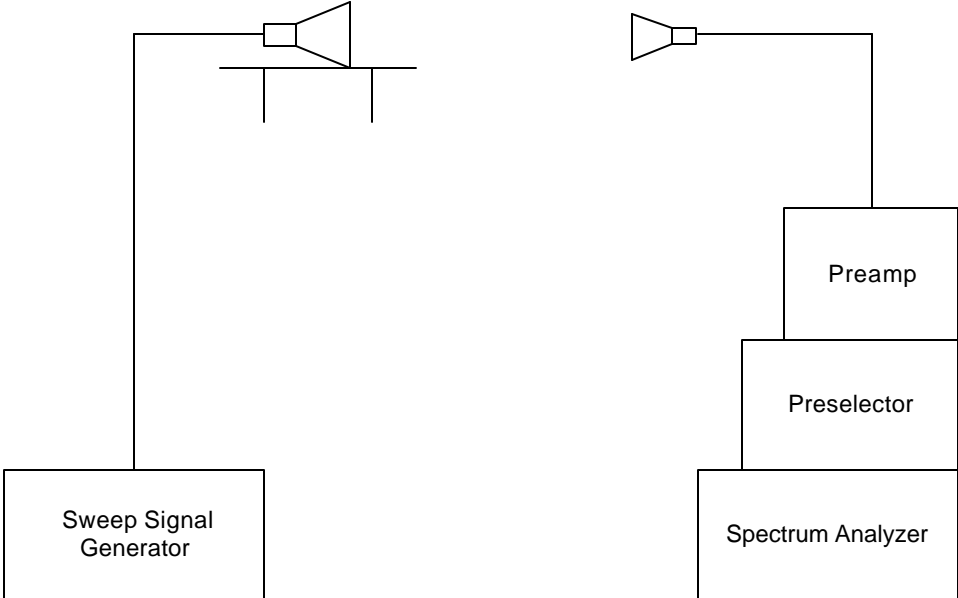 Preamp
Preselector
Sweep Signal
Generator
Spectrum Analyzer